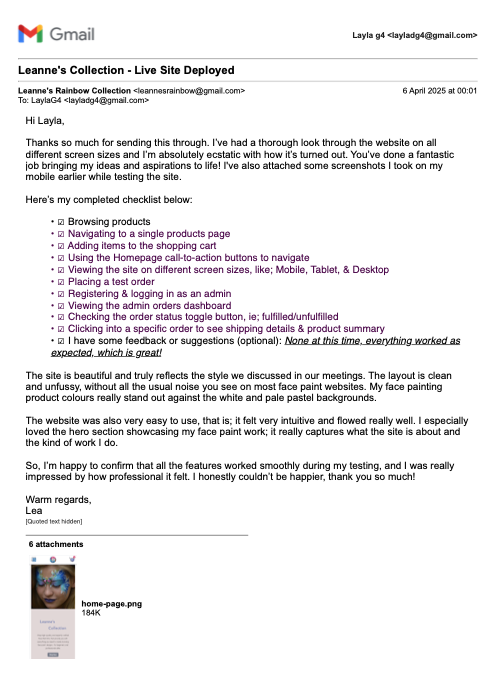 Gmail
Layla g4 <layladg4@gmail.com>
Leanne's Collection - Live Site Deployed
Leanne's Rainbow Collection <leannesrainbow@gmail.com>
6 April 2025 at 00:01
To: LaylaG4 <layladg4@gmail.com>
Hi Layla,
Thanks so much for sending this through. I've had a thorough look through the website on all
different screen sizes and I'm absolutely ecstatic with how it's turned out. You've done a fantastic
job bringing my ideas and aspirations to life! I've also attached some screenshots I took on my
mobile earlier while testing the site.
Here's my completed checklist below:
• ☑ Browsing products
• ☑ Navigating to a single products page
• ☑ Adding items to the shopping cart
• ☑ Using the Homepage call-to-action buttons to navigate
• ☑ Viewing the site on different screen sizes, like; Mobile, Tablet, & Desktop
• ☑ Placing a test order
• ☑ Registering & logging in as an admin
• ☑ Viewing the admin orders dashboard
• ☑ Checking the order status toggle button, ie; fulfilled/unfulfilled
• ☑ Clicking into a specific order to see shipping details & product summary
• ☑ I have some feedback or suggestions (optional): None at this time, everything worked as
expected, which is great!
The site is beautiful and truly reflects the style we discussed in our meetings. The layout is clean
and unfussy, without all the usual noise you see on most face paint websites. My face painting
product colours really stand out against the white and pale pastel backgrounds.
The website was also very easy to use, that is; it felt very intuitive and flowed really well. I especially
loved the hero section showcasing my face paint work; it really captures what the site is about and
the kind of work I do.
So, I'm happy to confirm that all the features worked smoothly during my testing, and I was really
impressed by how professional it felt. I honestly couldn't be happier, thank you so much!
Warm regards,
Lea
[Quoted text hidden]
6 attachments
home-page.png
184K
Leanne's
Collection